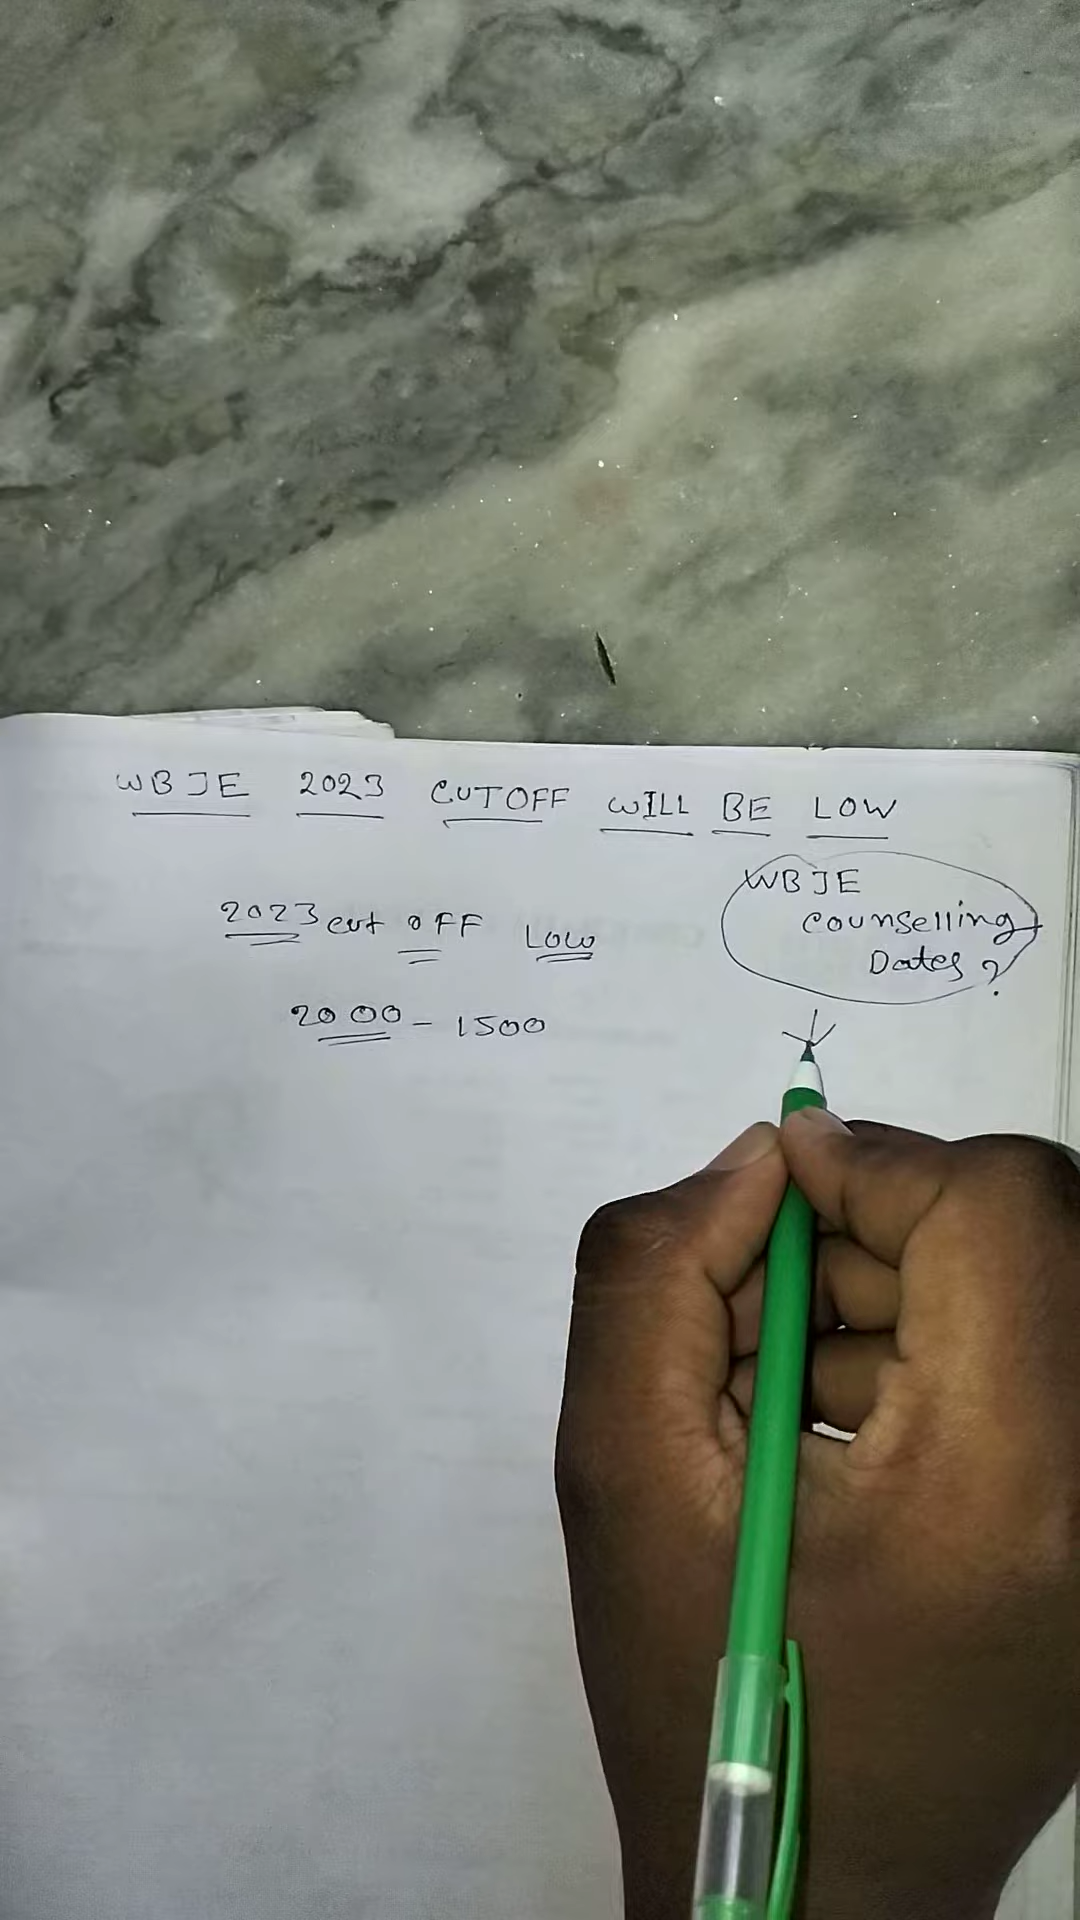 WBJE 2023 CUTOFF WILL BE LOW
2023 cut OFF LOW
2000 - 1500
WBJE
counselling
Dates ?